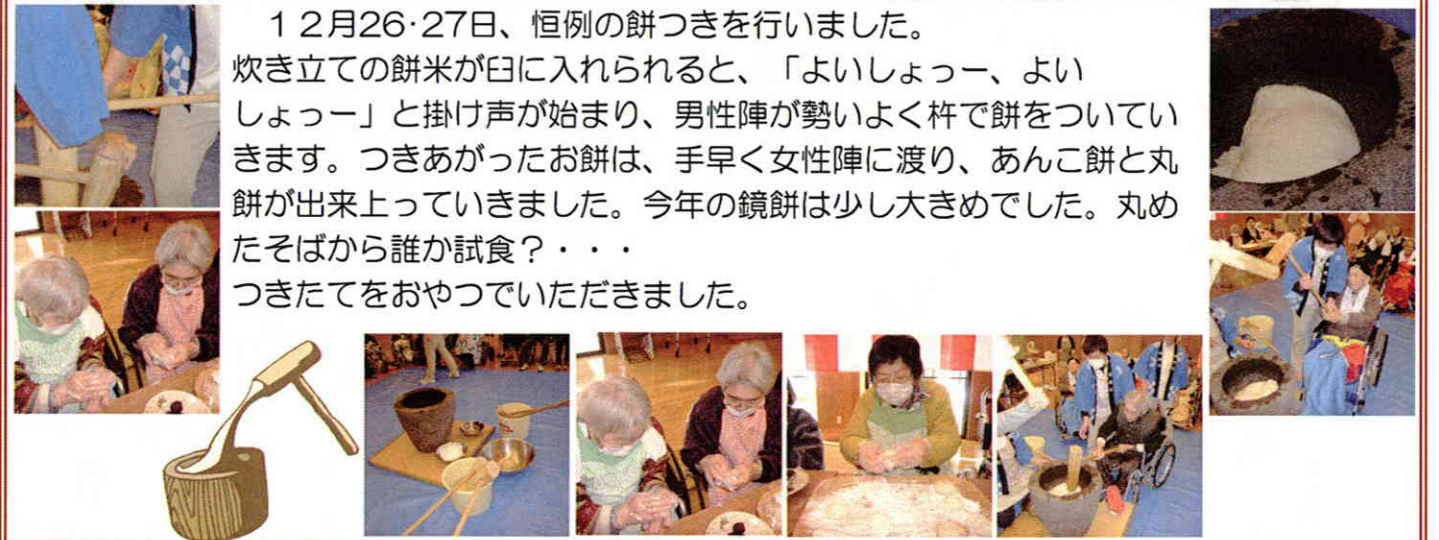 １２月26･27日、恒例の餅つきを行いました。
炊き立ての餅米が臼に入れられると、「よいしょっー、よい
しょっー」と掛け声が始まり、男性陣が勢いよく杵で餅をついてい
きます。つきあがったお餅は、手早く女性陣に渡り、あんこ餅と丸
餅が出来上っていきました。今年の鏡餅は少し大きめでした。丸め
たそばから誰か試食？・・・
つきたてをおやつでいただきました。